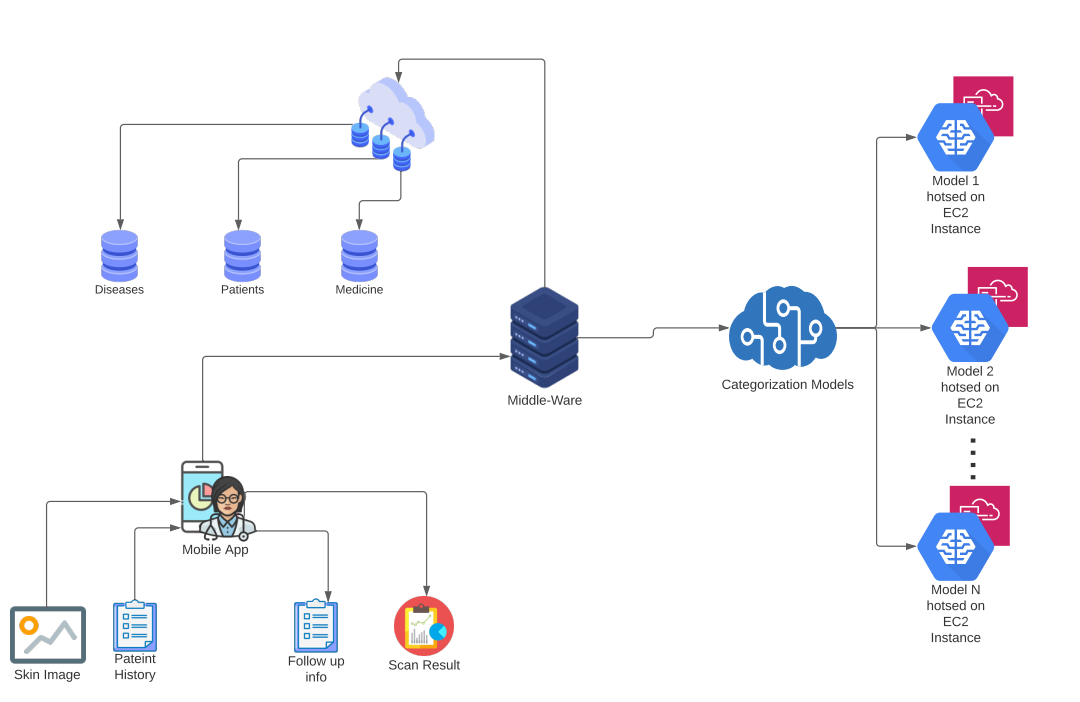 Diseases
Patients
Medicine
Middle-Ware
Categorization Models
Model 1
hotsed on
EC2
Instance
Model 2
hotsed on
EC2
Instance
Model N
hotsed on
EC2
Instance
Mobile App
Skin Image
Pateint
History
Follow up
info
Scan Result